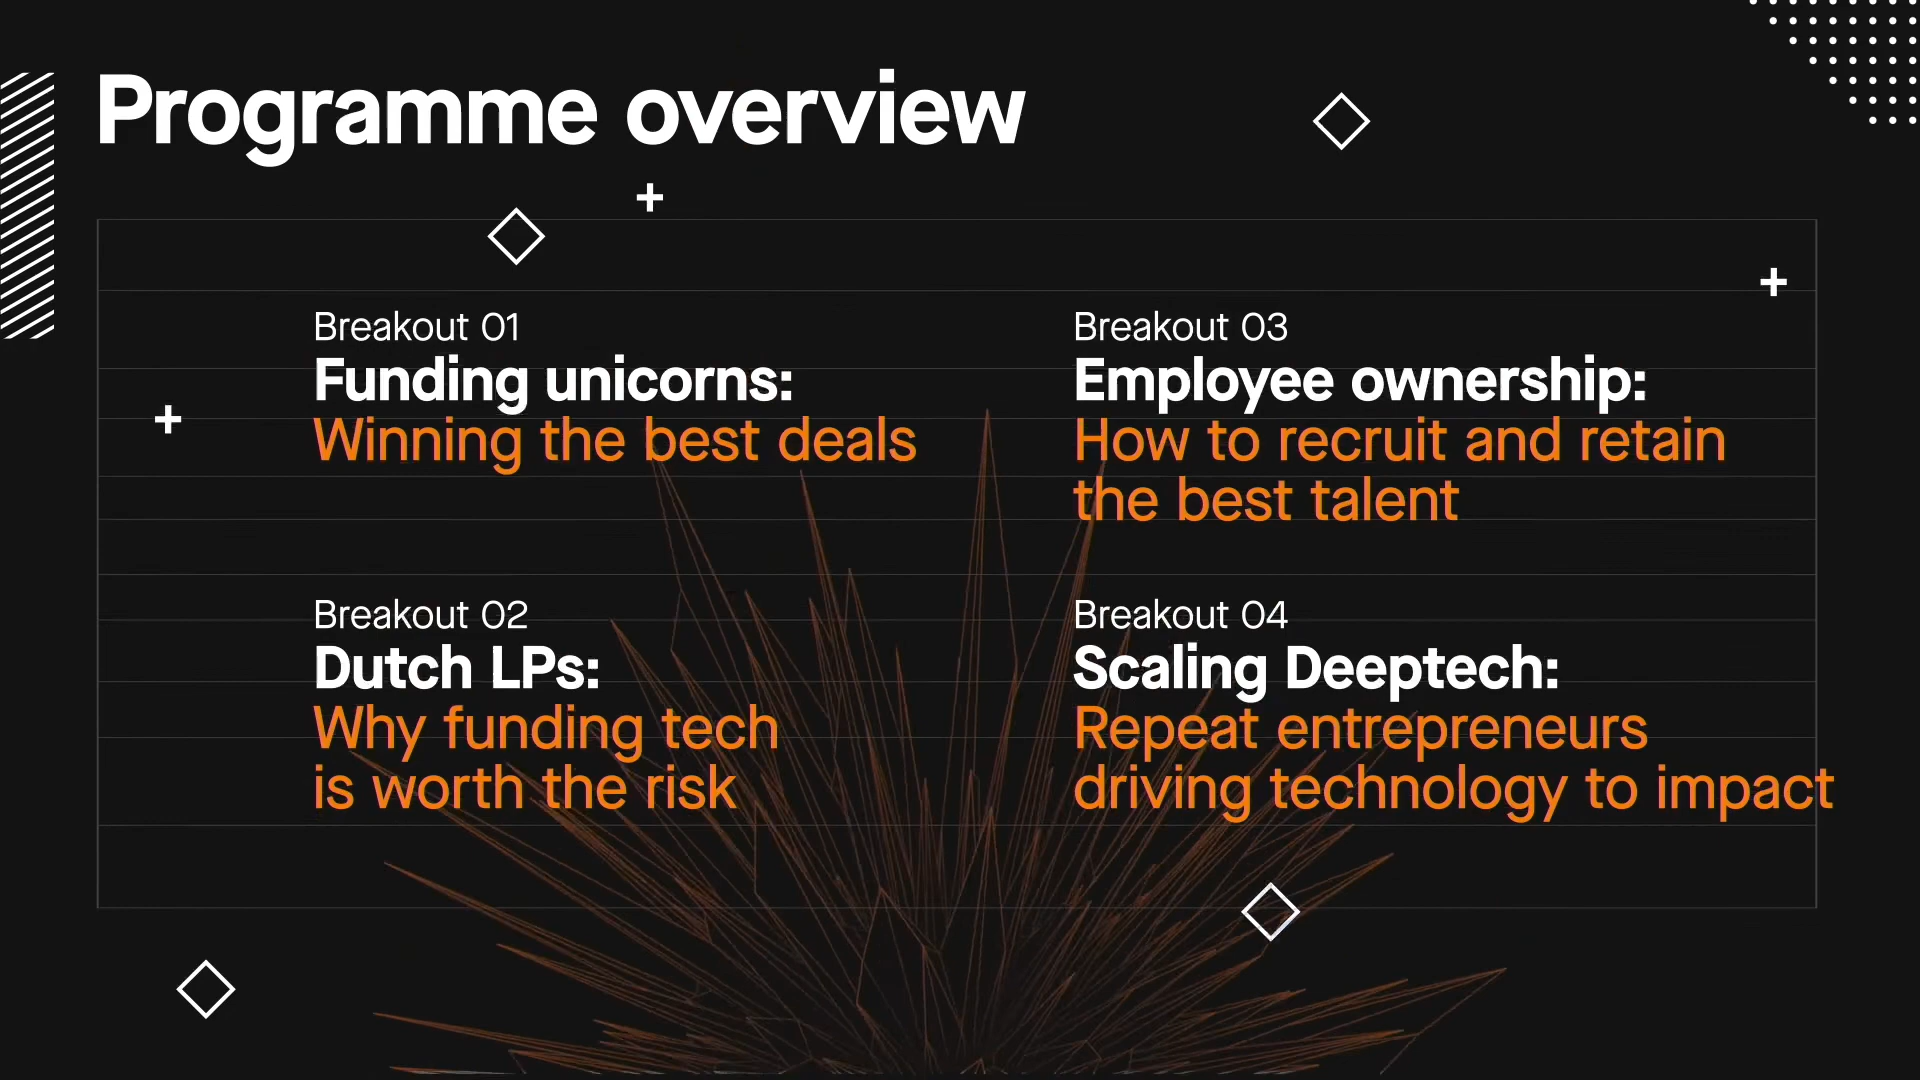 Programme overview
Breakout 01
Funding unicorns:
Winning the best deals
Breakout 02
Dutch LPs:
Why funding tech
is worth the risk
Breakout 03
Employee ownership:
How to recruit and retain
the best talent
Breakout 04
Scaling Deeptech:
Repeat entrepreneurs
driving technology to impact